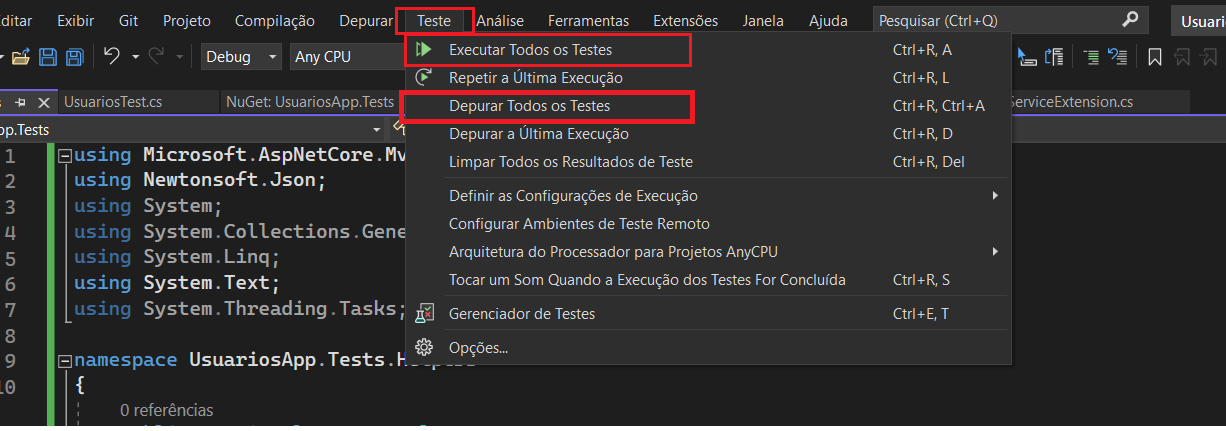 ditar Exibir Git Projeto Compilação Depurar Teste Análise Ferramentas Extensões Janela Ajuda Pesquisar (Ctrl+Q) Usuario
Debug Any CPU
UsuariosTest.cs NuGet: UsuariosApp.Tests ServiceExtension.cs
pp.Tests
Executar Todos os Testes Ctrl+R, A
Repetir a Última Execução Ctrl+R, L
Depurar Todos os Testes Ctrl+R, Ctrl+A
Depurar a Última Execução Ctrl+R, D
Limpar Todos os Resultados de Teste Ctrl+R, Del
Definir as Configurações de Execução
Configurar Ambientes de Teste Remoto
Arquitetura do Processador para Projetos AnyCPU
Tocar um Som Quando a Execução dos Testes For Concluída Ctrl+R, S
Gerenciador de Testes Ctrl+E, T
Opções...
1 using Microsoft.AspNetCore.Mv
2 using Newtonsoft.Json;
3 using System;
4 using System.Collections.Gene
5 using System.Linq;
6 using System.Text;
7 using System.Threading.Tasks;
8
9 namespace UsuariosApp.Tests.Helpers
10 {
0 referências